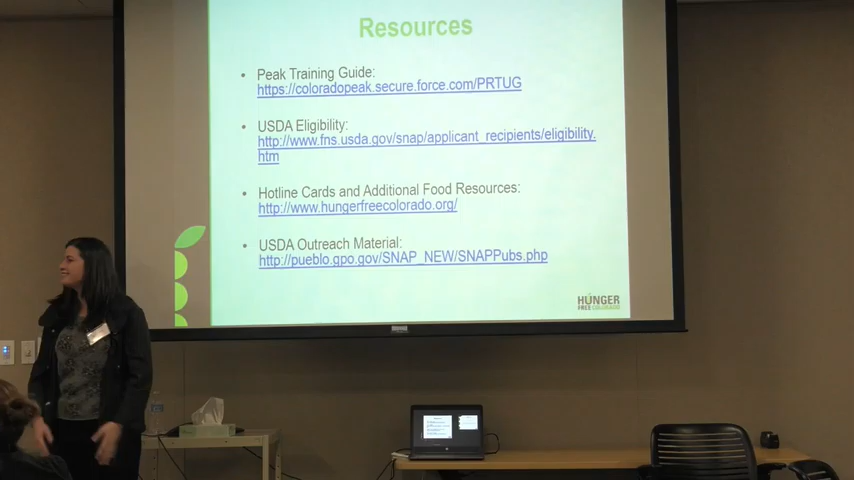 Resources
• Peak Training Guide:
https://coloradopeak.secure.force.com/PRTUG
• USDA Eligibility:
http://www.fns.usda.gov/snap/applicant_recipients/eligibility.
htm
• Hotline Cards and Additional Food Resources:
http://www.hungerfreecolorado.org/
• USDA Outreach Material:
http://pueblo.gpo.gov/SNAP_NEW/SNAPPubs.php
HUNGER
FREE COLORADO